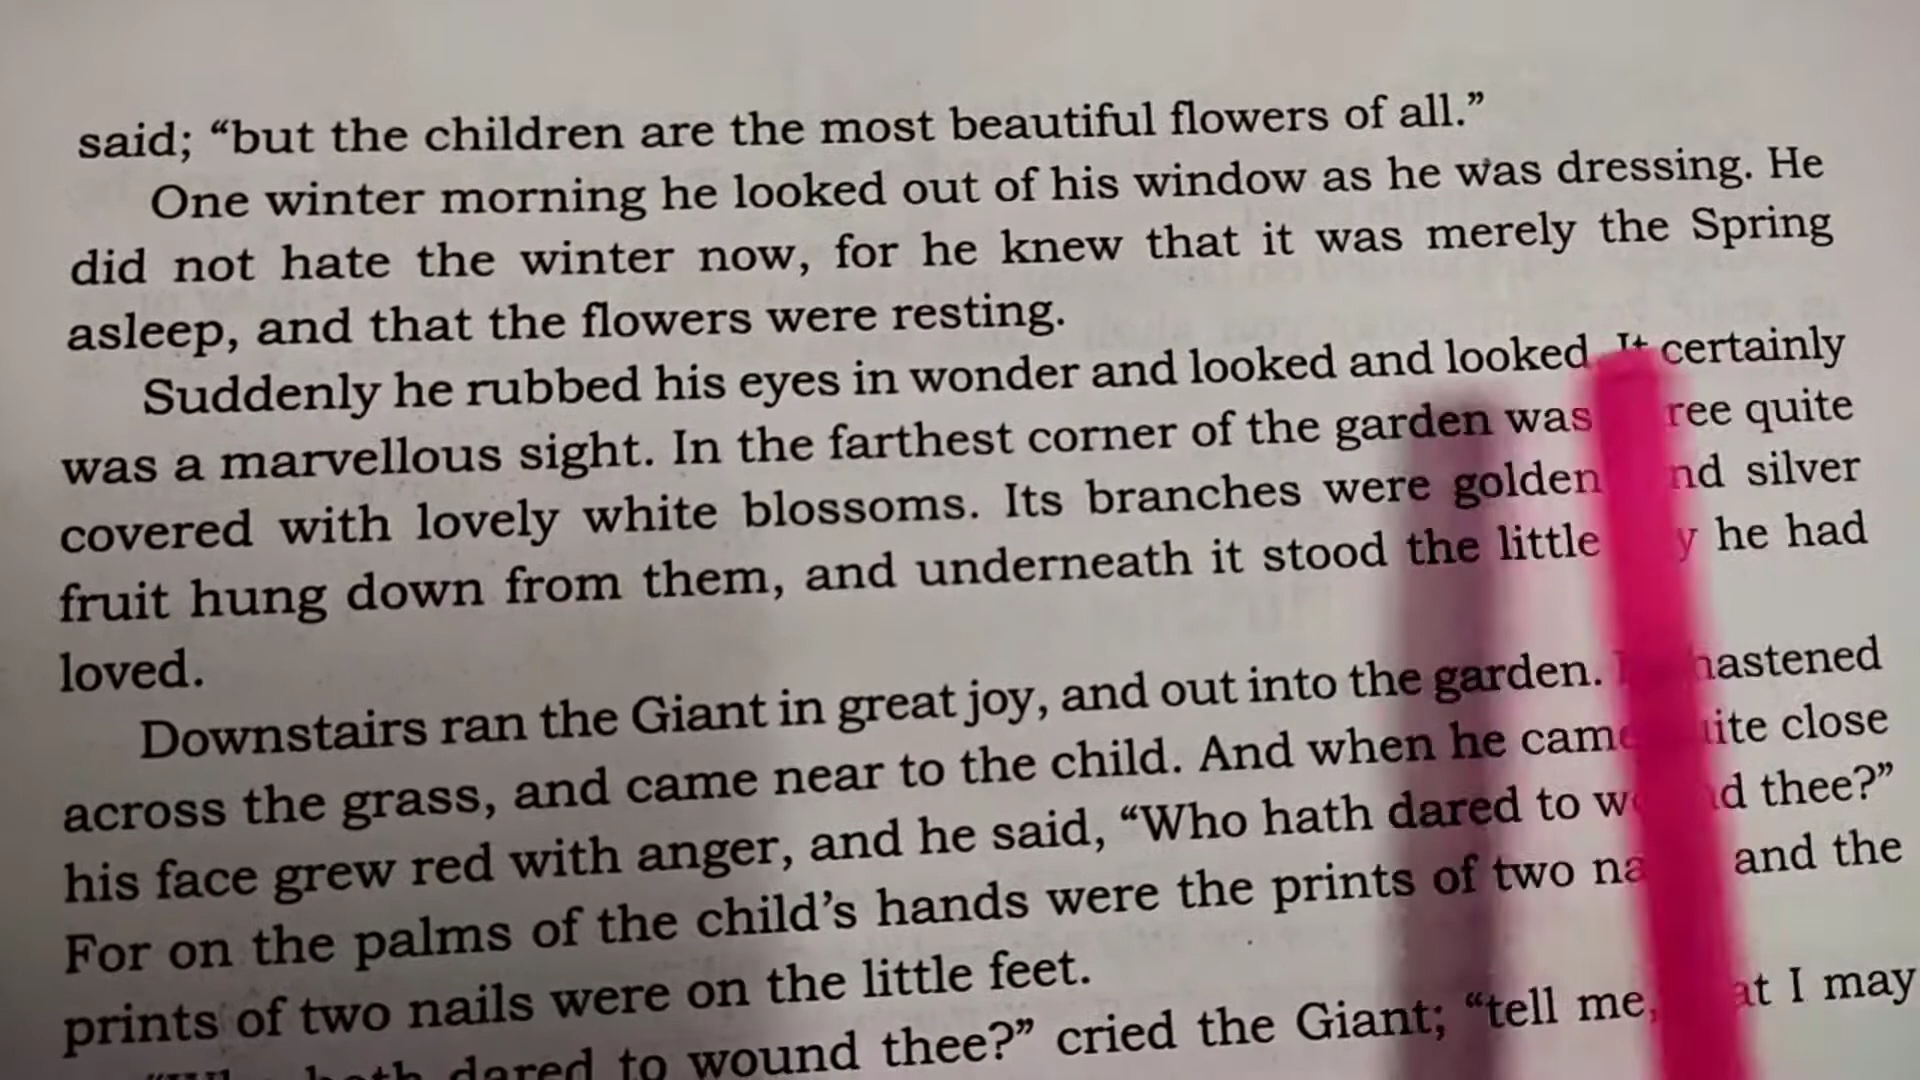 said; “but the children are the most beautiful flowers of all.”
One winter morning he looked out of his window as he was dressing. He
did not hate the winter now, for he knew that it was merely the Spring
asleep, and that the flowers were resting.
Suddenly he rubbed his eyes in wonder and looked and looked. It certainly
was a marvellous sight. In the farthest corner of the garden was quite
covered with lovely white blossoms. Its branches were golden silver
fruit hung down from them, and underneath it stood the little he had
loved.
Downstairs ran the Giant in great joy, and out into the garden. hastened
across the grass, and came near to the child. And when he came close
his face grew red with anger, and he said, “Who hath dared to thee?”
For on the palms of the child’s hands were the prints of two and the
prints of two nails were on the little feet.
hath dared to wound thee?” cried the Giant; “tell me, I may